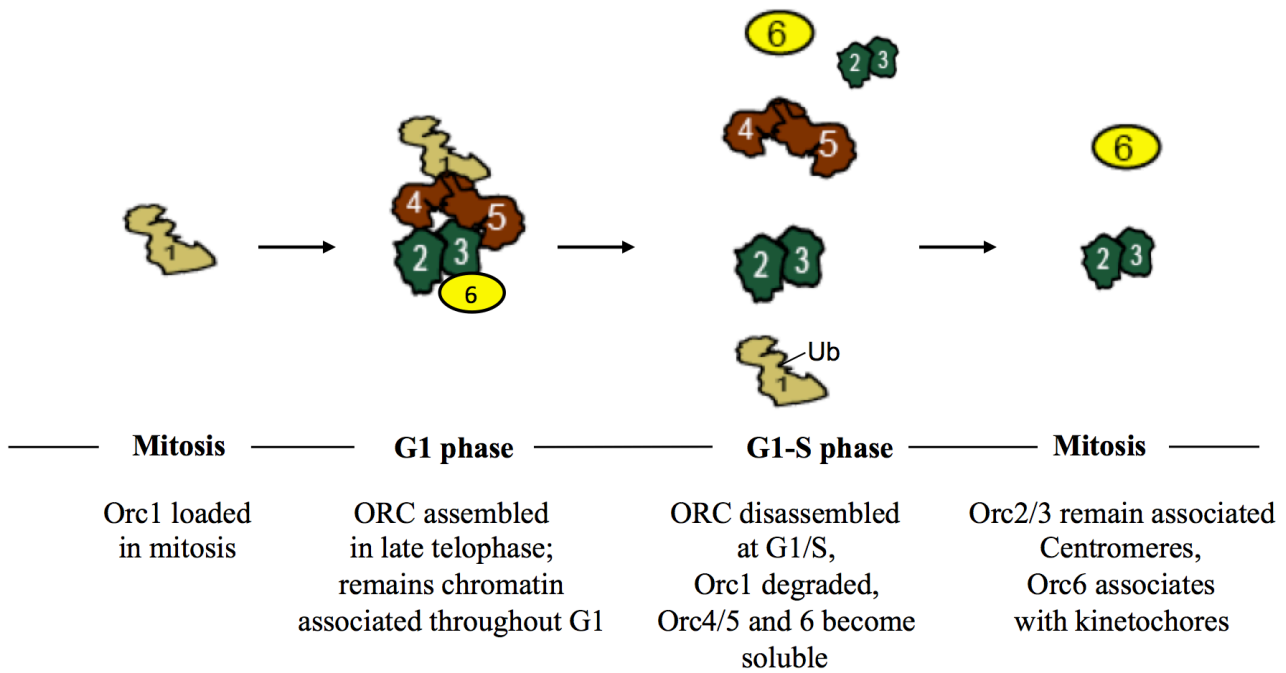 1
1
4
5
2
3
6
6
2
3
4
5
2
3
Ub
1
6
2
3
Mitosis
G1 phase
G1-S phase
Mitosis
Orc1 loaded
in mitosis
ORC assembled
in late telophase;
remains chromatin
associated throughout G1
ORC disassembled
at G1/S,
Orc1 degraded,
Orc4/5 and 6 become
soluble
Orc2/3 remain associated
Centromeres,
Orc6 associates
with kinetochores